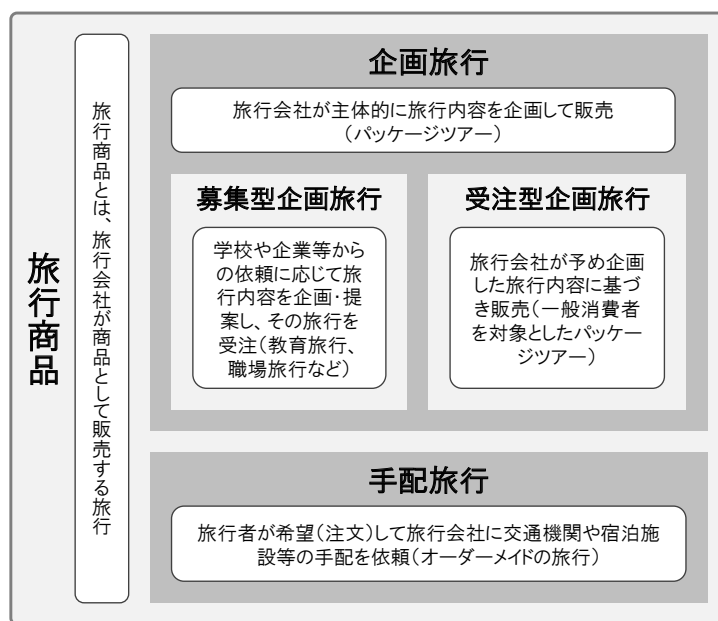 旅行商品
旅行商品とは、旅行会社が商品として販売する旅行
企画旅行
旅行会社が主体的に旅行内容を企画して販売
(パッケージツアー)
募集型企画旅行
学校や企業等から
の依頼に応じて旅
行内容を企画・提
案し、その旅行を
受注(教育旅行、
職場旅行など)
受注型企画旅行
旅行会社が予め企画
した旅行内容に基づ
き販売(一般消費者
を対象としたパッケー
ジツアー)
手配旅行
旅行者が希望(注文)して旅行会社に交通機関や宿泊施
設等の手配を依頼(オーダーメイドの旅行)